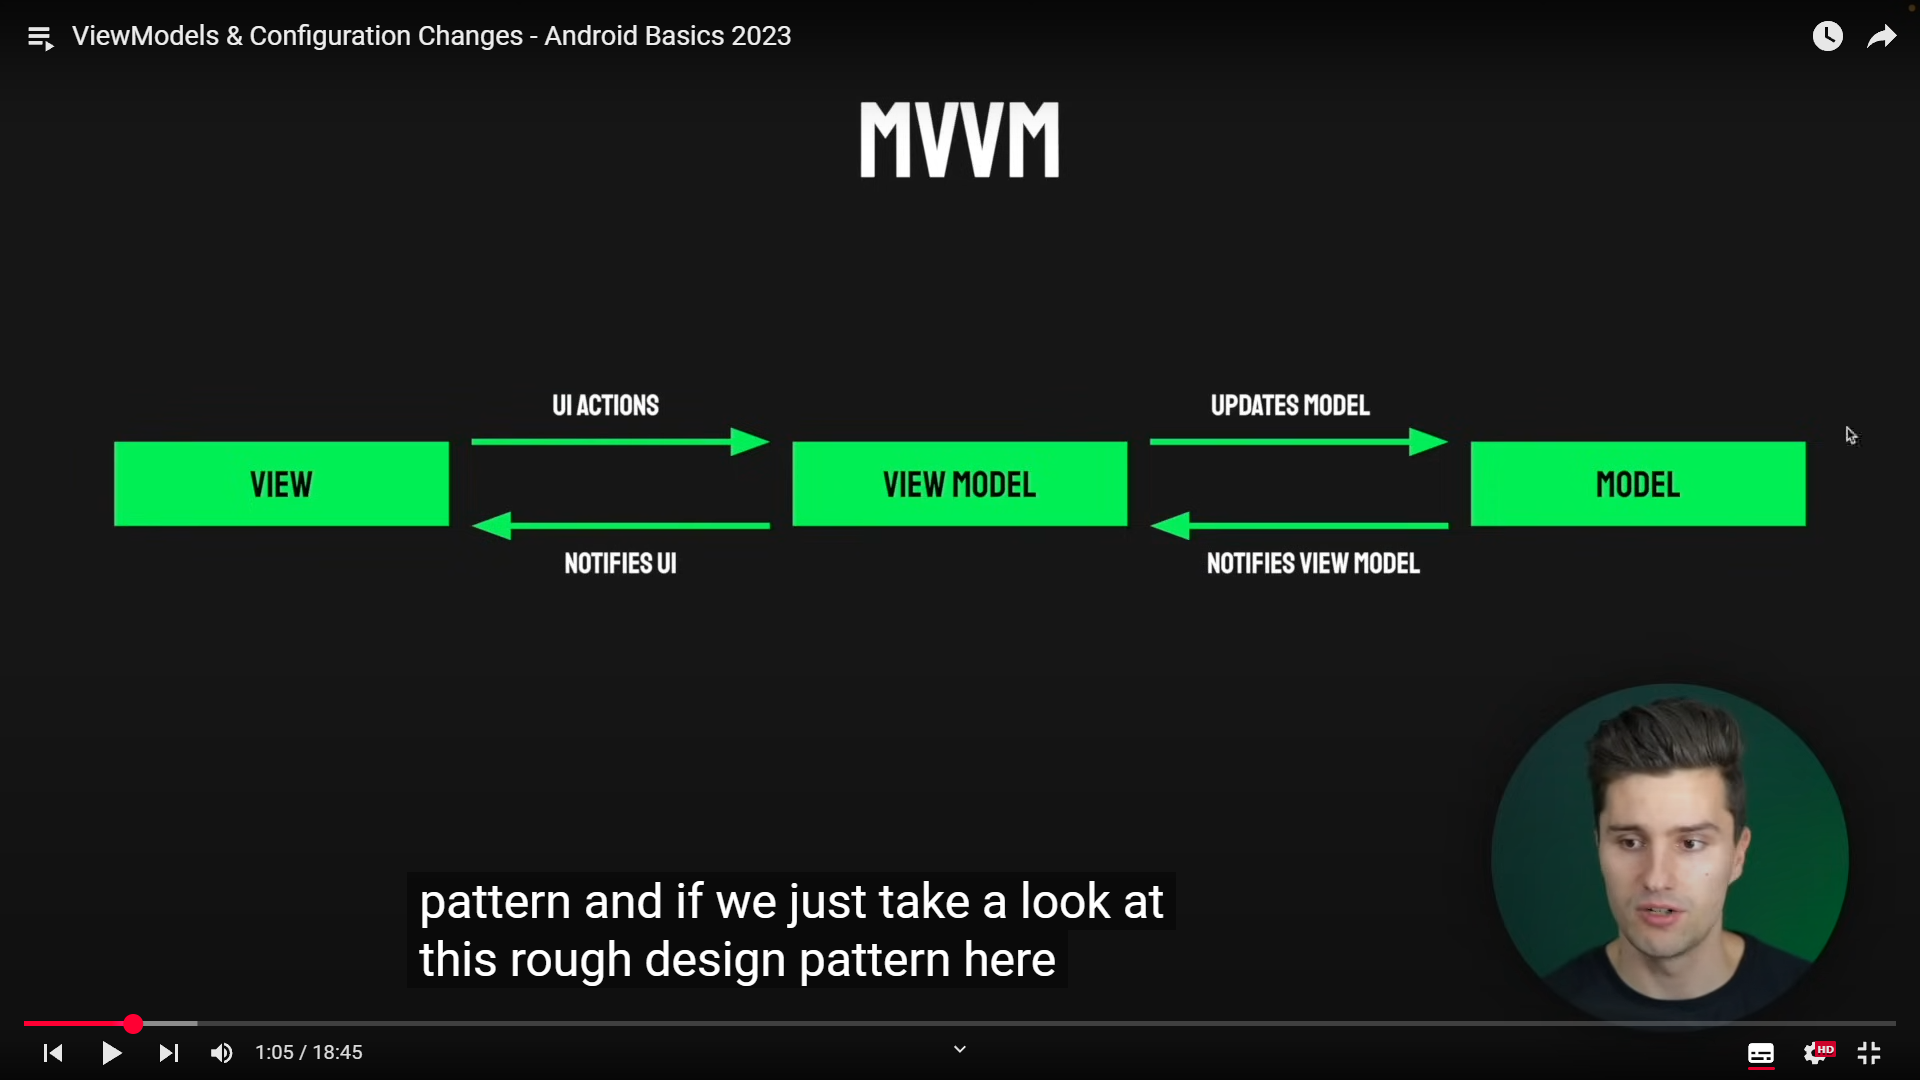 ViewModels & Configuration Changes - Android Basics 2023
MVVM
UI ACTIONS
UPDATES MODEL
VIEW
VIEW MODEL
MODEL
NOTIFIES UI
NOTIFIES VIEW MODEL
pattern and if we just take a look at
this rough design pattern here
1:05 / 18:45
HD